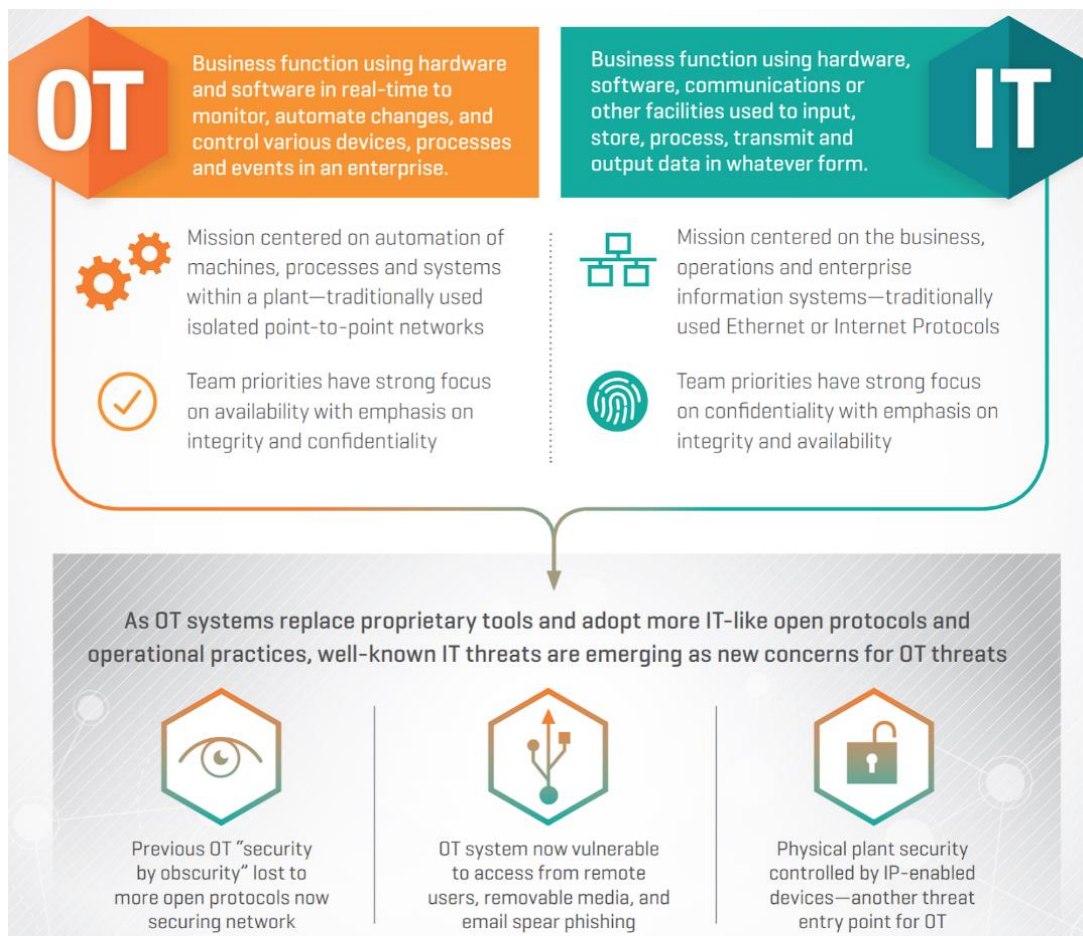 OT
Business function using hardware
and software in real-time to
monitor, automate changes, and
control various devices, processes
and events in an enterprise.
Mission centered on automation of
machines, processes and systems
within a plant—traditionally used
isolated point-to-point networks
Team priorities have strong focus
on availability with emphasis on
integrity and confidentiality
IT
Business function using hardware,
software, communications or
other facilities used to input,
store, process, transmit and
output data in whatever form.
Mission centered on the business,
operations and enterprise
information systems—traditionally
used Ethernet or Internet Protocols
Team priorities have strong focus
on confidentiality with emphasis on
integrity and availability
As OT systems replace proprietary tools and adopt more IT-like open protocols and
operational practices, well-known IT threats are emerging as new concerns for OT threats
Previous OT "security
by obscurity" lost to
more open protocols now
securing network
OT system now vulnerable
to access from remote
users, removable media, and
email spear phishing
Physical plant security
controlled by IP-enabled
devices—another threat
entry point for OT